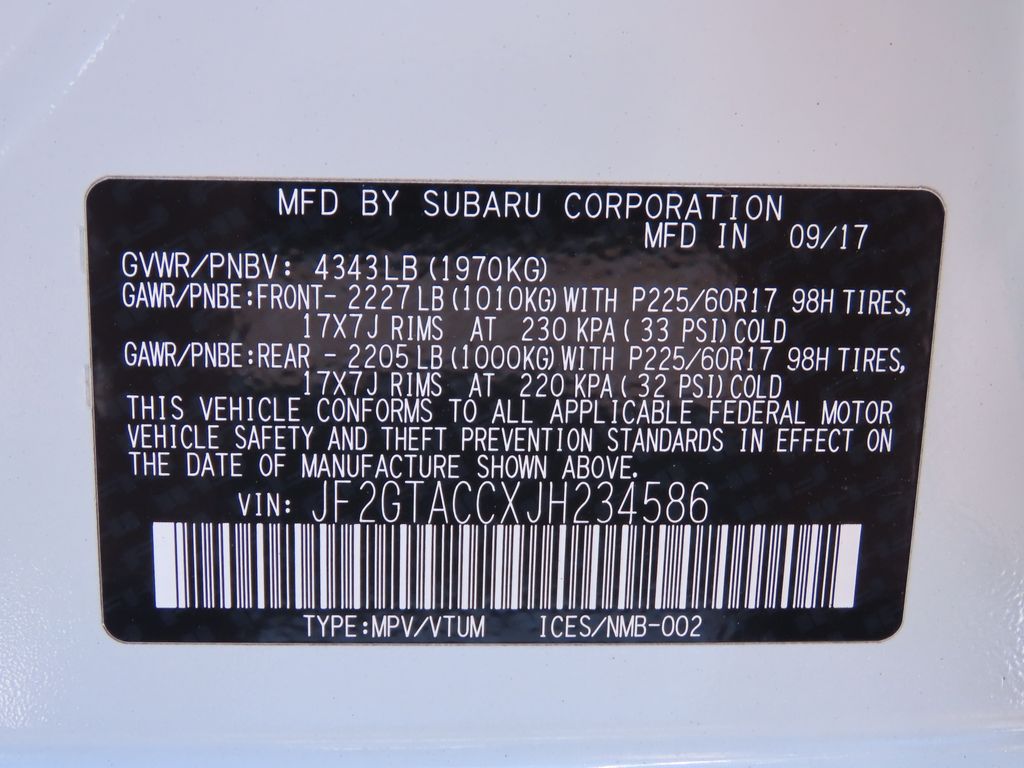 MFD BY SUBARU CORPORATION
MFD IN 09/17
GVWR/PNBV: 4343LB (1970KG)
GAWR/PNBE:FRONT- 2227 LB (1010KG) WITH P225/60R17 98H TIRES,
17X7J RIMS AT 230 KPA ( 33 PSI) COLD
GAWR/PNBE:REAR - 2205 LB (1000KG) WITH P225/60R17 98H TIRES,
17X7J RIMS AT 220 KPA ( 32 PSI) COLD
THIS VEHICLE CONFORMS TO ALL APPLICABLE FEDERAL MOTOR
VEHICLE SAFETY AND THEFT PREVENTION STANDARDS IN EFFECT ON
THE DATE OF MANUFACTURE SHOWN ABOVE.
VIN: JF2GTACCXJH234586
TYPE:MPV/VTUM ICES/NMB-002